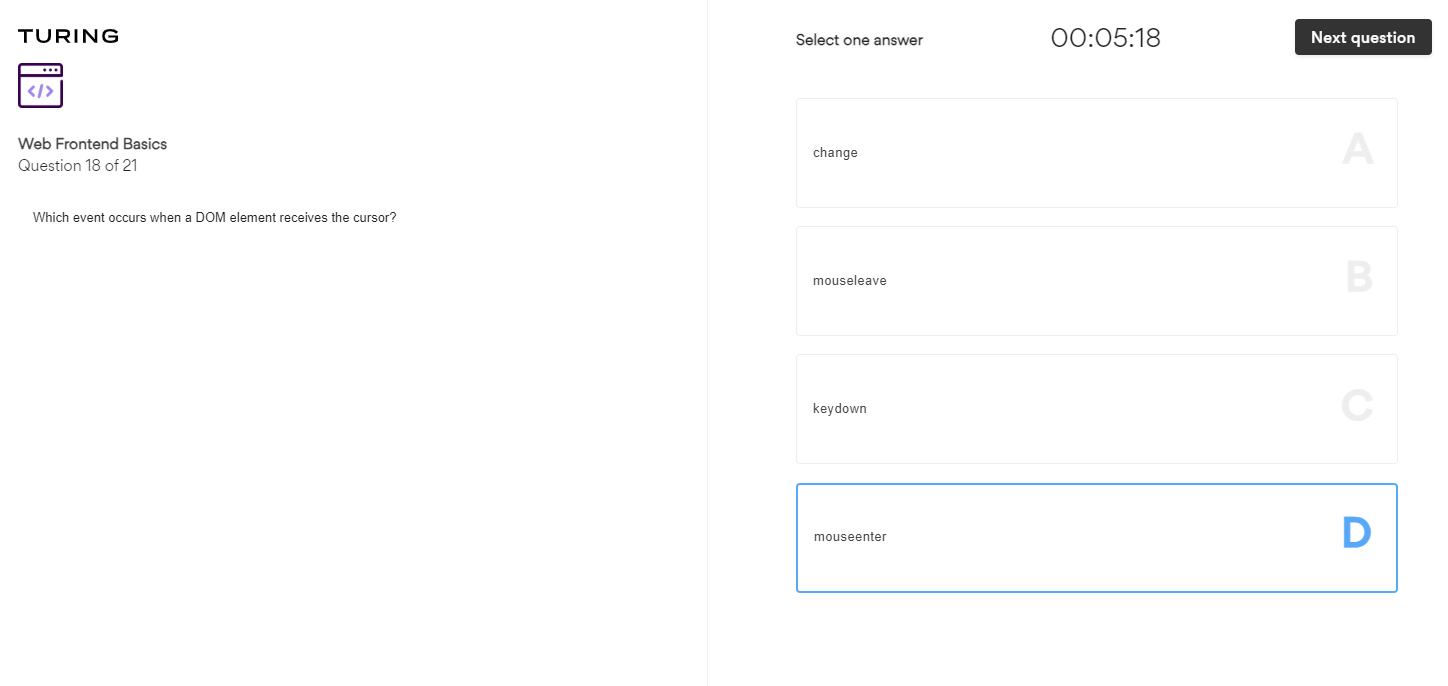 TURING
</>
Web Frontend Basics
Question 18 of 21
Which event occurs when a DOM element receives the cursor?
Select one answer
00:05:18
Next question
change
A
mouseleave
B
keydown
C
mouseenter
D